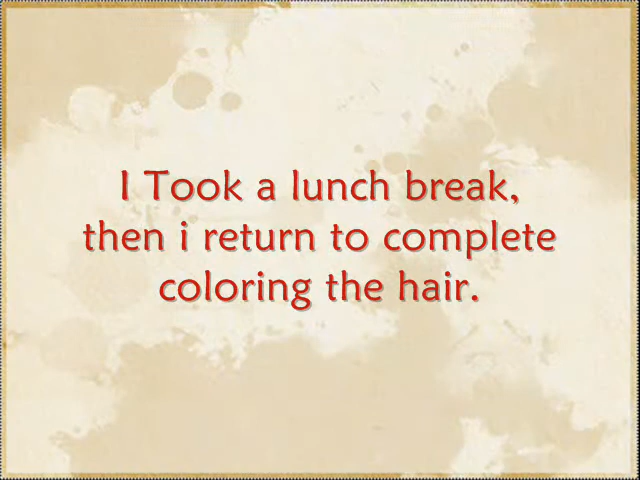 I Took a lunch break,
then i return to complete
coloring the hair.